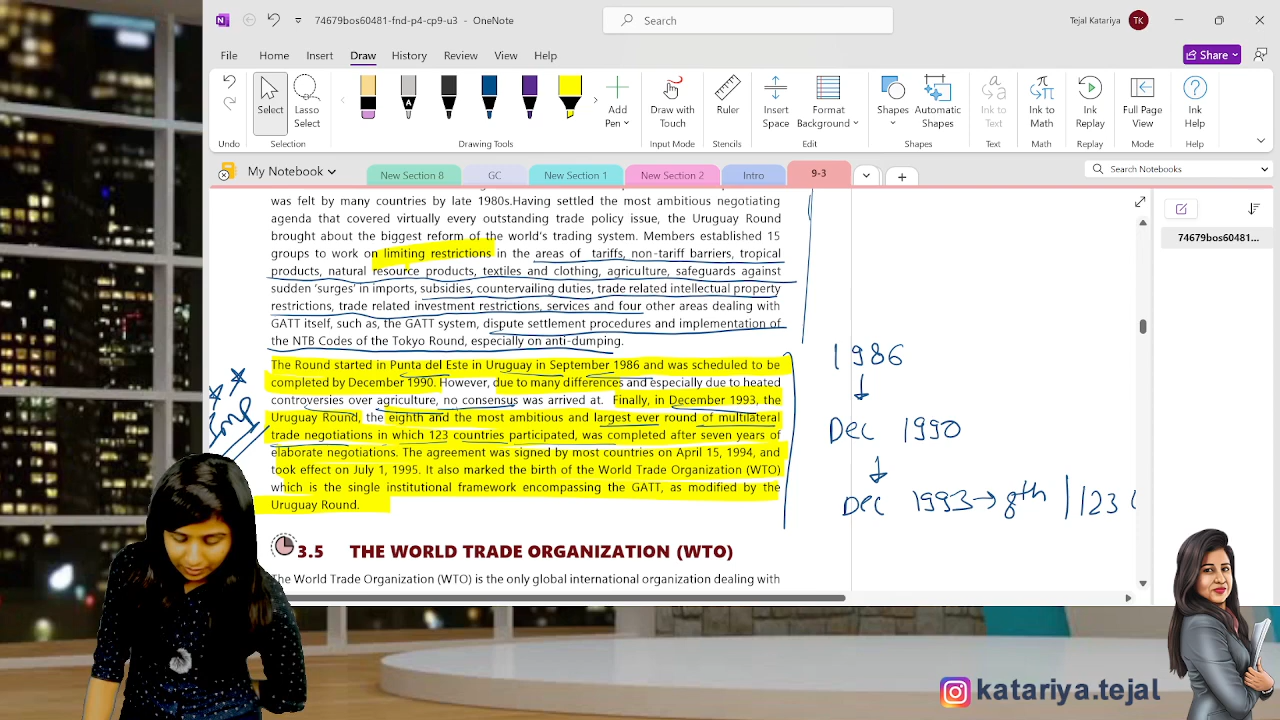 74679bos60481-fnd-p4-cp9-u3 - OneNote
Search
Tejal Katariya
TK
File Home Insert Draw History Review View Help
Share
Undo
Select
Lasso Select
Selection
A
Drawing Tools
Add Pen
Draw with Touch
Input Mode
Ruler
Stencils
Insert Space
Format Background
Edit
Shapes
Automatic Shapes
Shapes
Ink to Text
Text
Ink to Math
Math
Ink Replay
Replay
Full Page View
Modes
Ink Help
Help
My Notebook
New Section 8
GC
New Section 1
New Section 2
Intro
9-3
Search Notebooks
74679bos60481...
was felt by many countries by late 1980s.Having settled the most ambitious negotiating
agenda that covered virtually every outstanding trade policy issue, the Uruguay Round
brought about the biggest reform of the world's trading system. Members established 15
groups to work on limiting restrictions in the areas of tariffs, non-tariff barriers, tropical
products, natural resource products, textiles and clothing, agriculture, safeguards against
sudden 'surges' in imports, subsidies, countervailing duties, trade related intellectual property
restrictions, trade related investment restrictions, services and four other areas dealing with
GATT itself, such as, the GATT system, dispute settlement procedures and implementation of
the NTB Codes of the Tokyo Round, especially on anti-dumping.
The Round started in Punta del Este in Uruguay in September 1986 and was scheduled to be
completed by December 1990. However, due to many differences and especially due to heated
controversies over agriculture, no consensus was arrived at. Finally, in December 1993, the
Uruguay Round, the eighth and the most ambitious and largest ever round of multilateral
trade negotiations in which 123 countries participated, was completed after seven years of
elaborate negotiations. The agreement was signed by most countries on April 15, 1994, and
took effect on July 1, 1995. It also marked the birth of the World Trade Organization (WTO)
which is the single institutional framework encompassing the GATT, as modified by the
Uruguay Round.
Imp
1986
Dec 1990
Dec 1993→8th | 123
3.5 THE WORLD TRADE ORGANIZATION (WTO)
The World Trade Organization (WTO) is the only global international organization dealing with
katariya.tejal